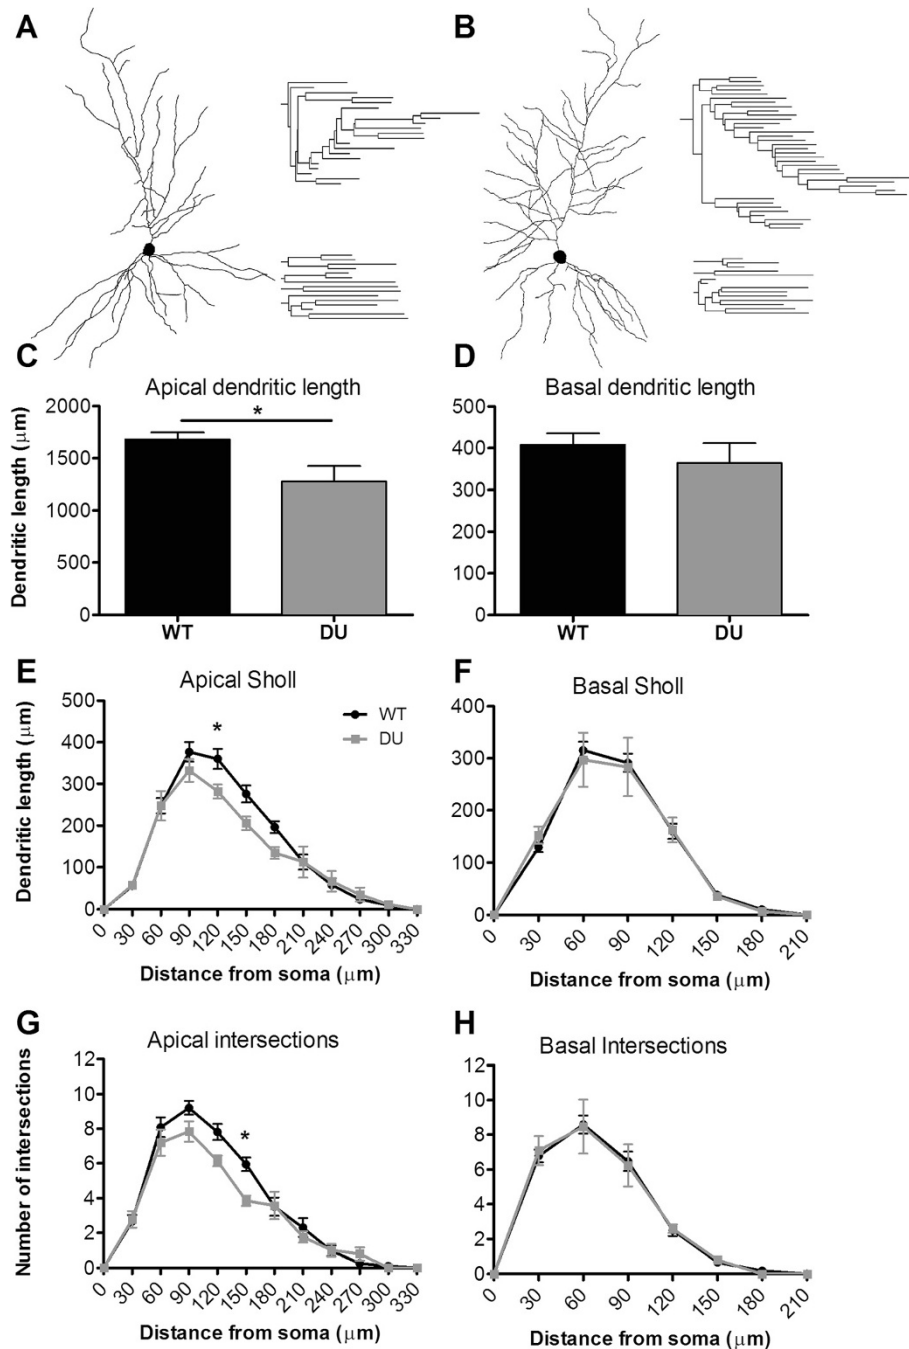 A
B
C
Apical dendritic length
Dendritic length (μm)
2000
1500
1000
500
0
*
WT
DU
D
Basal dendritic length
500
400
300
200
100
0
WT
DU
E
Apical Sholl
Dendritic length (μm)
500
400
300
200
100
0
*
WT
DU
0 30 60 90 120 150 180 210 240 270 300 330
Distance from soma (μm)
F
Basal Sholl
400
300
200
100
0
0 30 60 90 120 150 180 210
Distance from soma (μm)
G
Apical intersections
Number of intersections
12
10
8
6
4
2
0
*
0 30 60 90 120 150 180 210 240 270 300 330
Distance from soma (μm)
H
Basal Intersections
12
10
8
6
4
2
0
0 30 60 90 120 150 180 210
Distance from soma (μm)